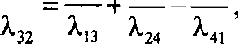 λ₃₂ = ‾/λ₁₃ + ‾/λ₂₄ − ‾/λ₄₁,